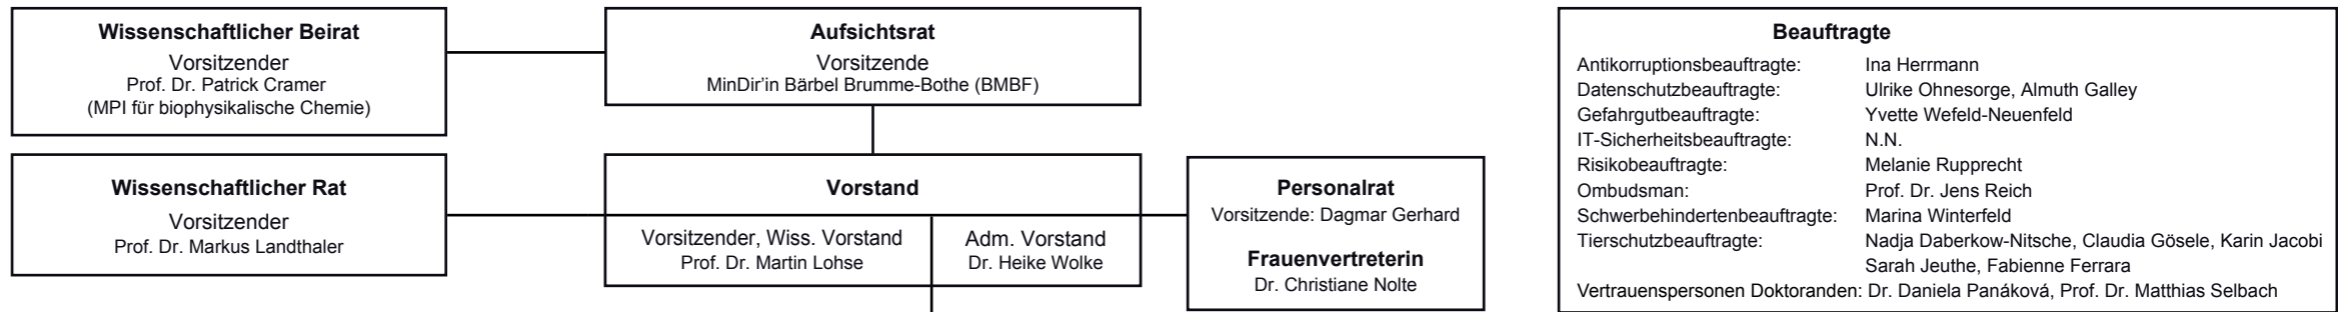 Wissenschaftlicher Beirat
Vorsitzender
Prof. Dr. Patrick Cramer
(MPI für biophysikalische Chemie)
Aufsichtsrat
Vorsitzende
MinDir'in Bärbel Brumme-Bothe (BMBF)
Wissenschaftlicher Rat
Vorsitzender
Prof. Dr. Markus Landthaler
Vorstand
Vorsitzender, Wiss. Vorstand
Prof. Dr. Martin Lohse
Adm. Vorstand
Dr. Heike Wolke
Personalrat
Vorsitzende: Dagmar Gerhard
Frauenvertreterin
Dr. Christiane Nolte
Beauftragte
Antikorruptionsbeauftragte: Ina Herrmann
Datenschutzbeauftragte: Ulrike Ohnesorge, Almuth Galley
Gefahrgutbeauftragte: Yvette Wefeld-Neuenfeld
IT-Sicherheitsbeauftragte: N.N.
Risikobeauftragte: Melanie Rupprecht
Ombudsman: Prof. Dr. Jens Reich
Schwerbehindertenbeauftragte: Marina Winterfeld
Tierschutzbeauftragte: Nadja Daberkow-Nitsche, Claudia Gösele, Karin Jacobi
Sarah Jeuthe, Fabienne Ferrara
Vertrauenspersonen Doktoranden: Dr. Daniela Panáková, Prof. Dr. Matthias Selbach